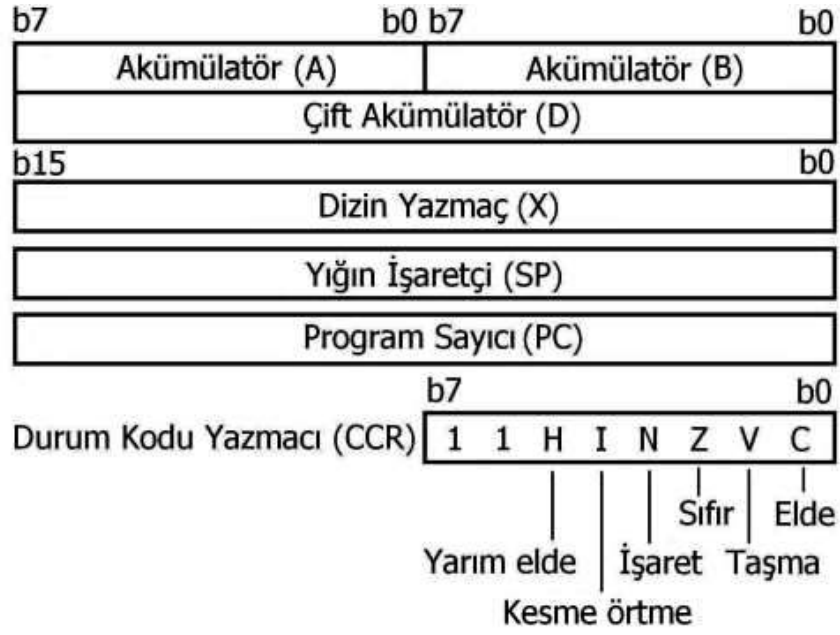 b7 b0 b7 b0
Akümülatör (A) Akümülatör (B)
Çift Akümülatör (D)
b15 b0
Dizin Yazmaç (X)
Yığın İşaretçi (SP)
Program Sayıcı (PC)
b7 b0
Durum Kodu Yazmacı (CCR) 1 1 H I N Z V C
Sıfır Elde
Yarım elde İşaret Taşma
Kesme örtme